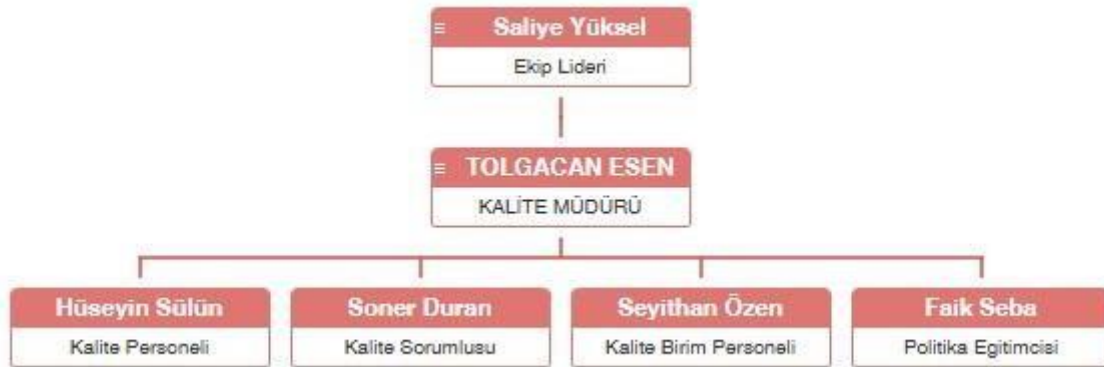 Saliye Yüksel
Ekip Lideri
TOLGACAN ESEN
KALİTE MÜDÜRÜ
Hüseyin Sülün
Kalite Personeli
Soner Duran
Kalite Sorumlusu
Seyithan Özen
Kalite Birim Personeli
Faik Seba
Politika Egitimcisi